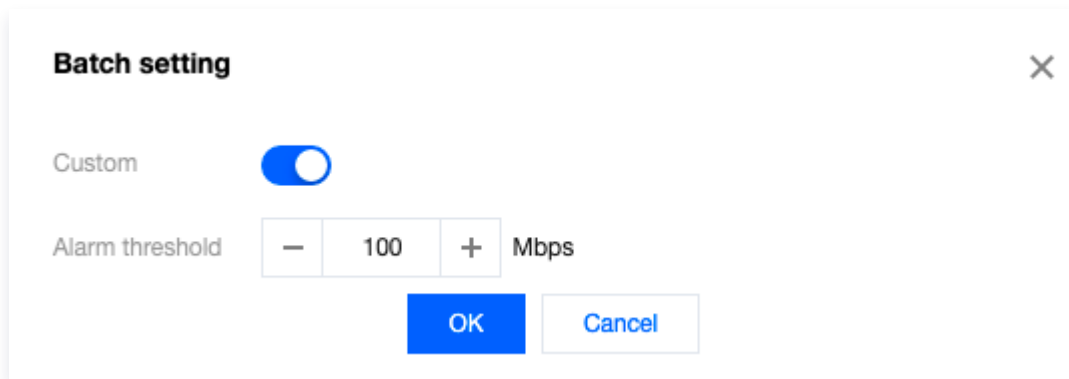 Batch setting
Custom
Alarm threshold − 100 + Mbps
OK Cancel